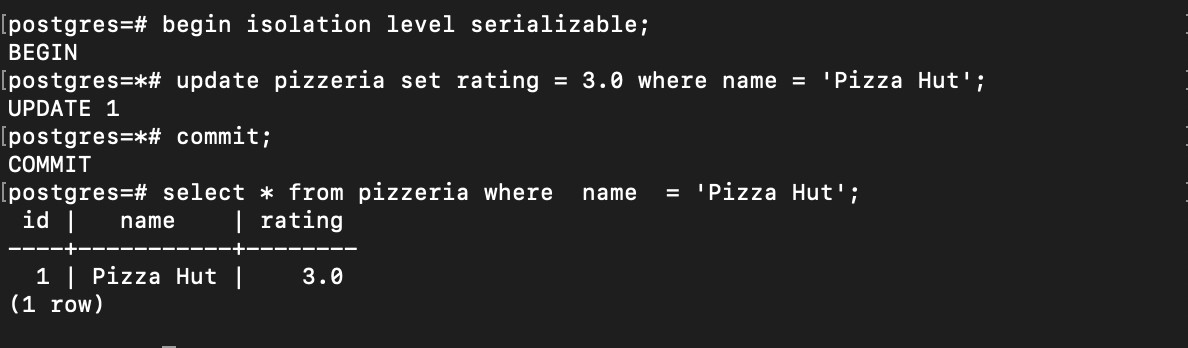 [postgres=# begin isolation level serializable;
BEGIN
[postgres=*# update pizzeria set rating = 3.0 where name = 'Pizza Hut';
UPDATE 1
[postgres=*# commit;
COMMIT
[postgres=# select * from pizzeria where  name  = 'Pizza Hut';
 id |   name    | rating
----+-----------+--------
  1 | Pizza Hut |    3.0
(1 row)